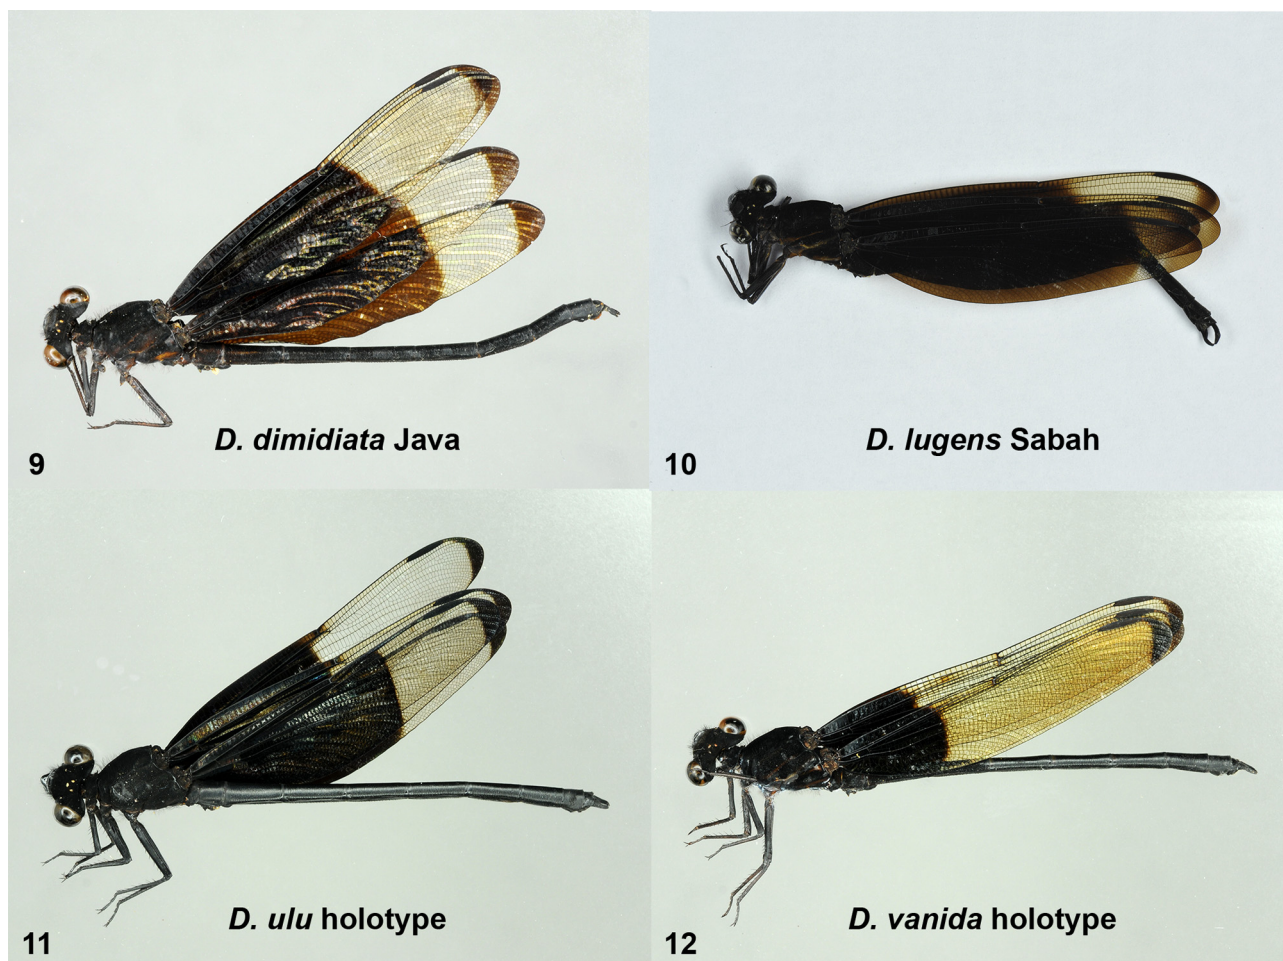 D. dimidiata Java
9
D. lugens Sabah
10
D. ulu holotype
11
D. vanida holotype
12